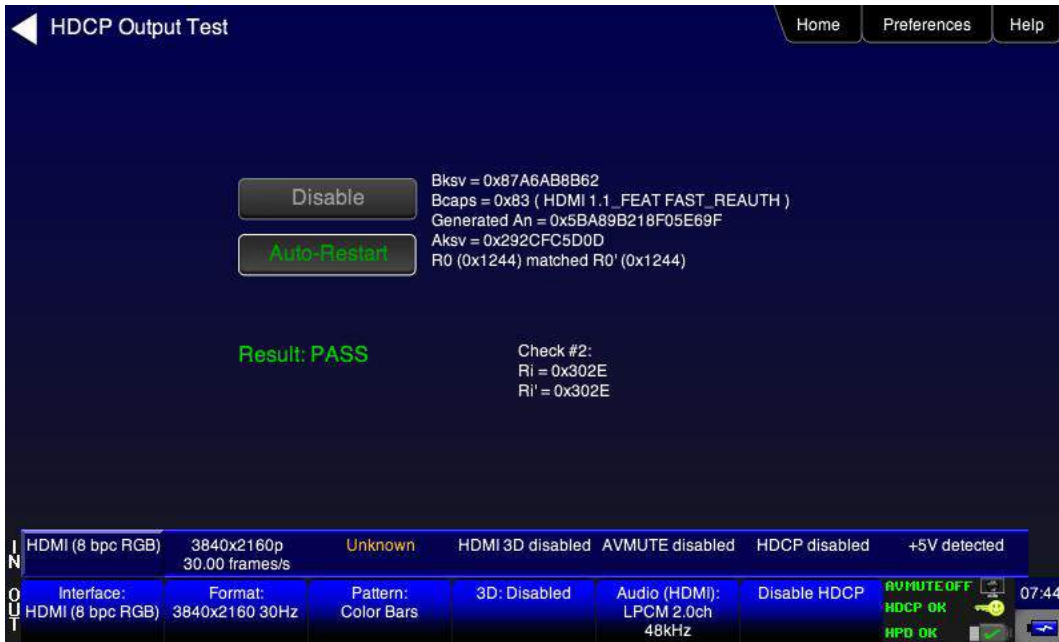 HDCP Output Test
Home
Preferences
Help
Disable
Auto-Restart
Bksv = 0x87A6AB8B62
Bcaps = 0x83 ( HDMI 1.1_FEAT FAST_REAUTH )
Generated An = 0x5BA89B218F05E69F
Aksv = 0x292CFC5D0D
R0 (0x1244) matched R0' (0x1244)
Result: PASS
Check #2:
Ri = 0x302E
Ri' = 0x302E
IN
HDMI (8 bpc RGB)
3840x2160p
30.00 frames/s
Unknown
HDMI 3D disabled
AVMUTE disabled
HDCP disabled
+5V detected
OUT
Interface:
HDMI (8 bpc RGB)
Format:
3840x2160 30Hz
Pattern:
Color Bars
3D: Disabled
Audio (HDMI):
LPCM 2.0ch
48kHz
Disable HDCP
AVMUTEOFF
HDCP OK
HPD OK
07:44